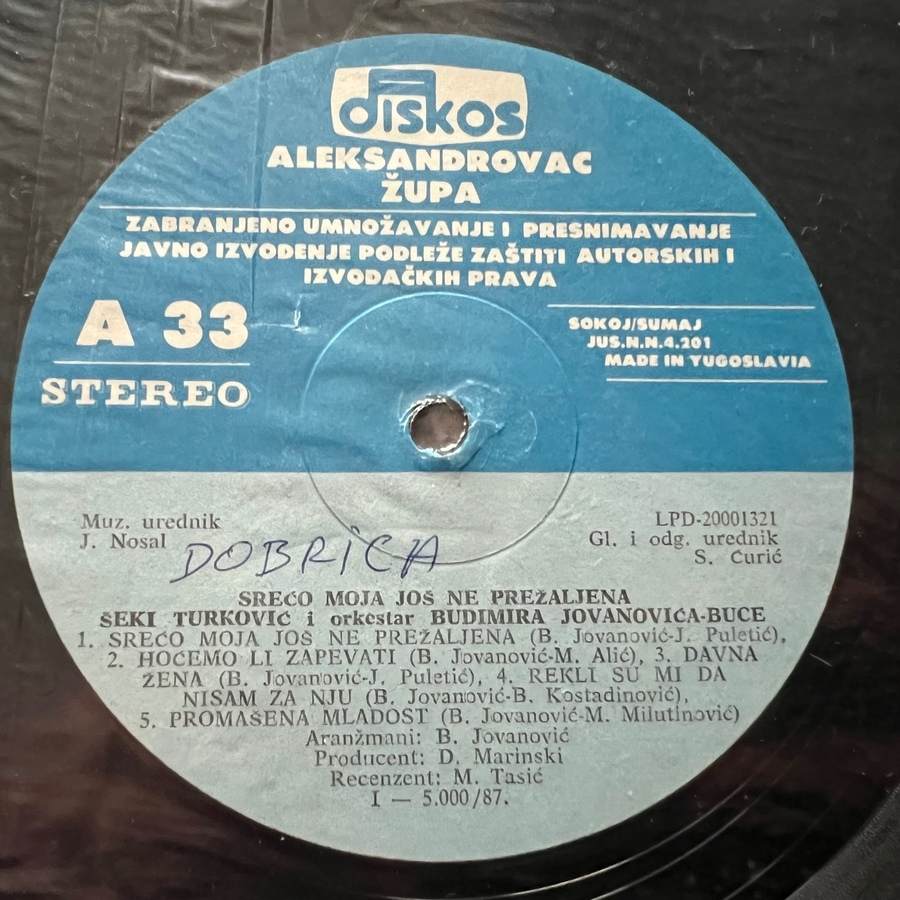 diskos
ALEKSANDROVAC
ŽUPA
ZABRANJENO UMNOŽAVANJE I PRESNIMAVANJE
JAVNO IZVOĐENJE PODLEŽE ZAŠTITI AUTORSKIH I
IZVOĐAČKIH PRAVA
A 33
STEREO
SOKOJ/SUMAJ
JUS.N.N.4.201
MADE IN YUGOSLAVIA
Muz. urednik
J. Nosal
DOBRICA
LPD-20001321
Gl. i odg. urednik
S. Ćurić
SREĆO MOJA JOŠ NE PREŽALJENA
ŠEKI TURKOVIĆ i orkestar BUDIMIRA JOVANOVIĆA-BUCE
1. SREĆO MOJA JOŠ NE PREŽALJENA (B. Jovanović-J. Puletić),
2. HOĆEMO LI ZAPEVATI (B. Jovanović-M. Alić), 3. DAVNA
ŽENA (B. Jovanović-J. Puletić), 4. REKLI SU MI DA
NISAM ZA NJU (B. Jovanović-B. Kostadinović),
5. PROMAŠENA MLADOST (B. Jovanović-M. Milutinović)
Aranžmani: B. Jovanović
Producent: D. Marinski
Recenzent: M. Tasić
I — 5.000/87.